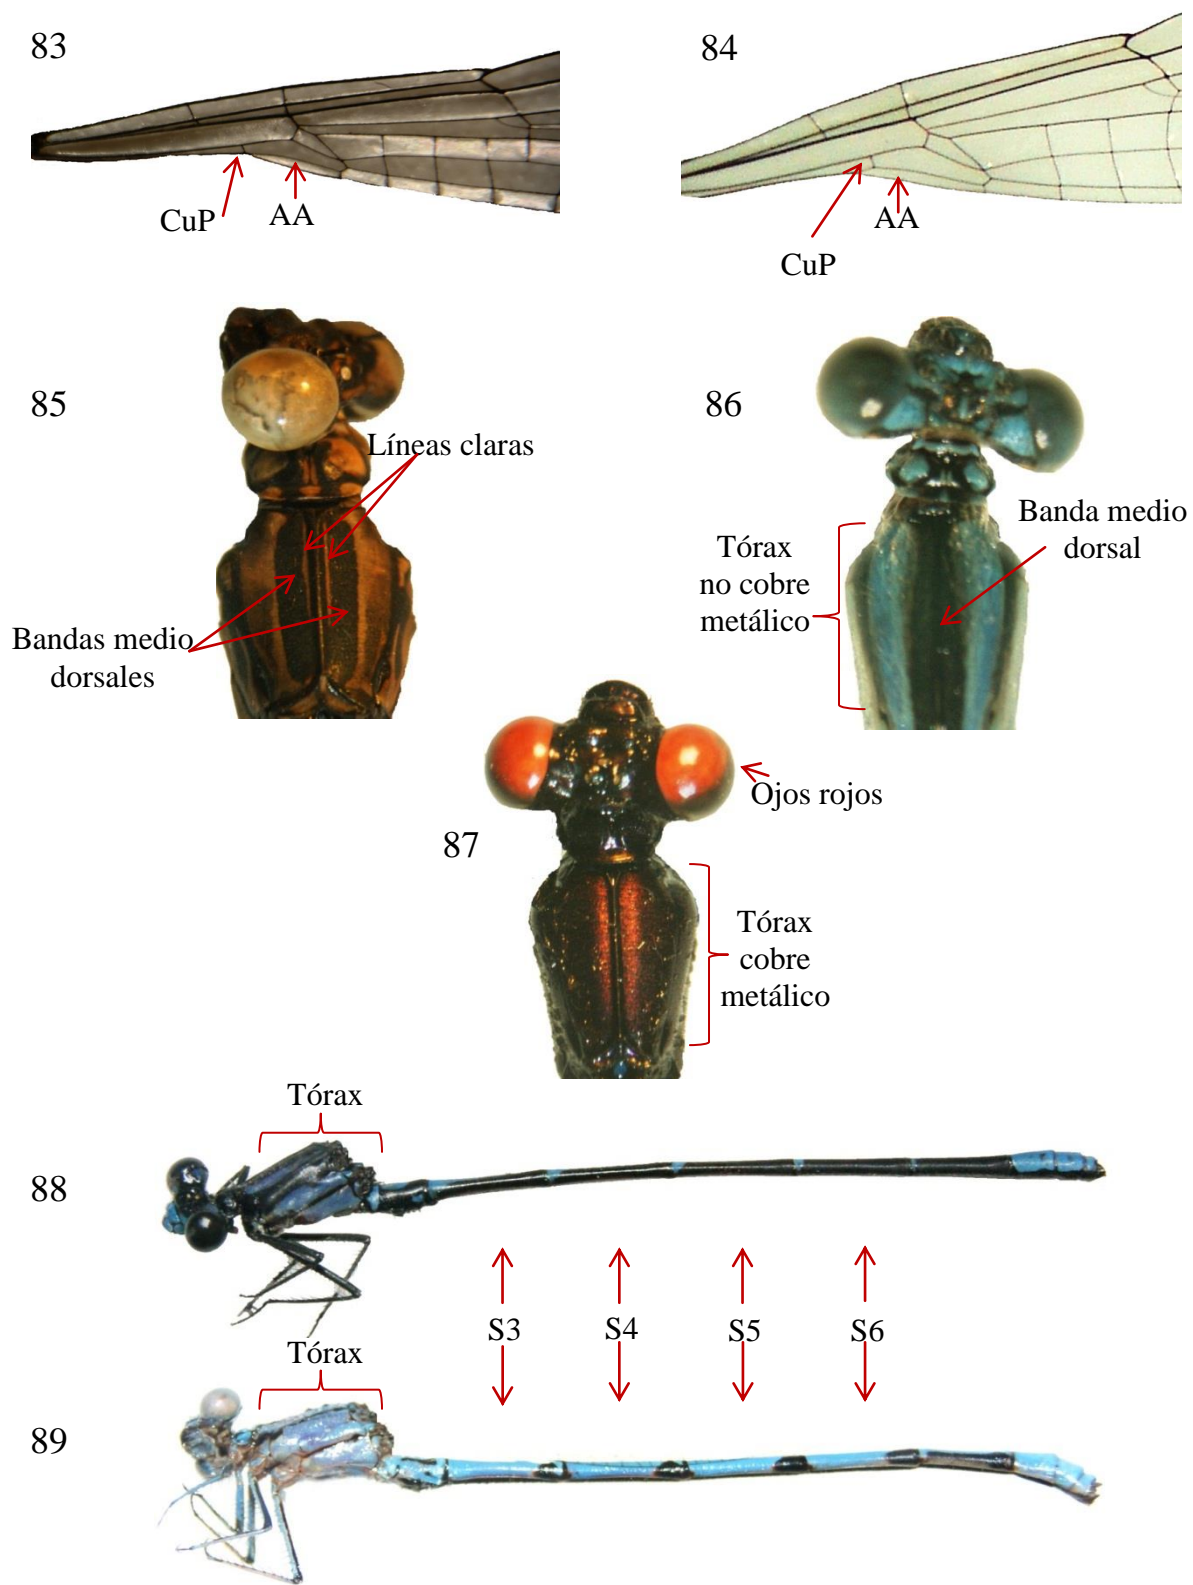 83
84
CuP
AA
AA
CuP
85
86
Líneas claras
Banda medio
dorsal
Tórax
no cobre
metálico
Bandas medio
dorsales
Ojos rojos
87
Tórax
cobre
metálico
Tórax
88
S3
S4
S5
S6
Tórax
89